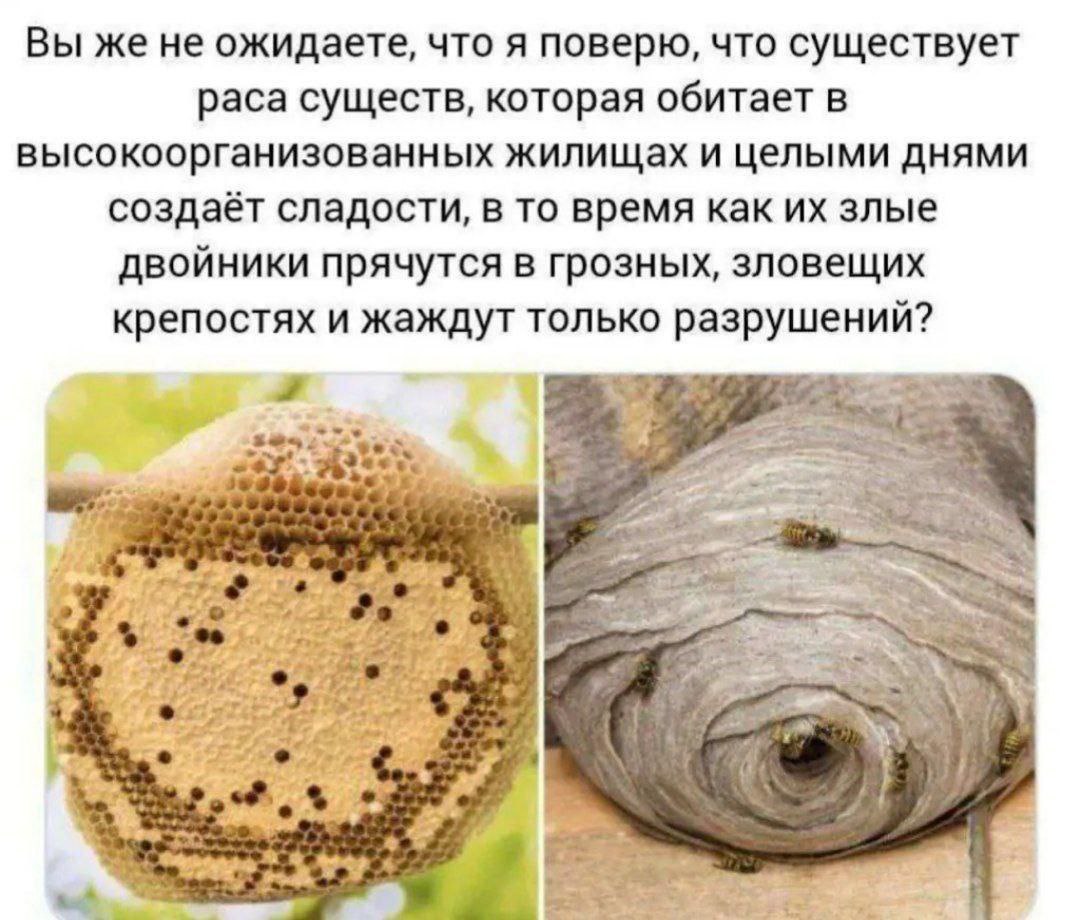 Вы же не ожидаете, что я поверю, что существует
раса существ, которая обитает в
высокоорганизованных жилищах и целыми днями
создаёт сладости, в то время как их злые
двойники прячутся в грозных, зловещих
крепостях и жаждут только разрушений?